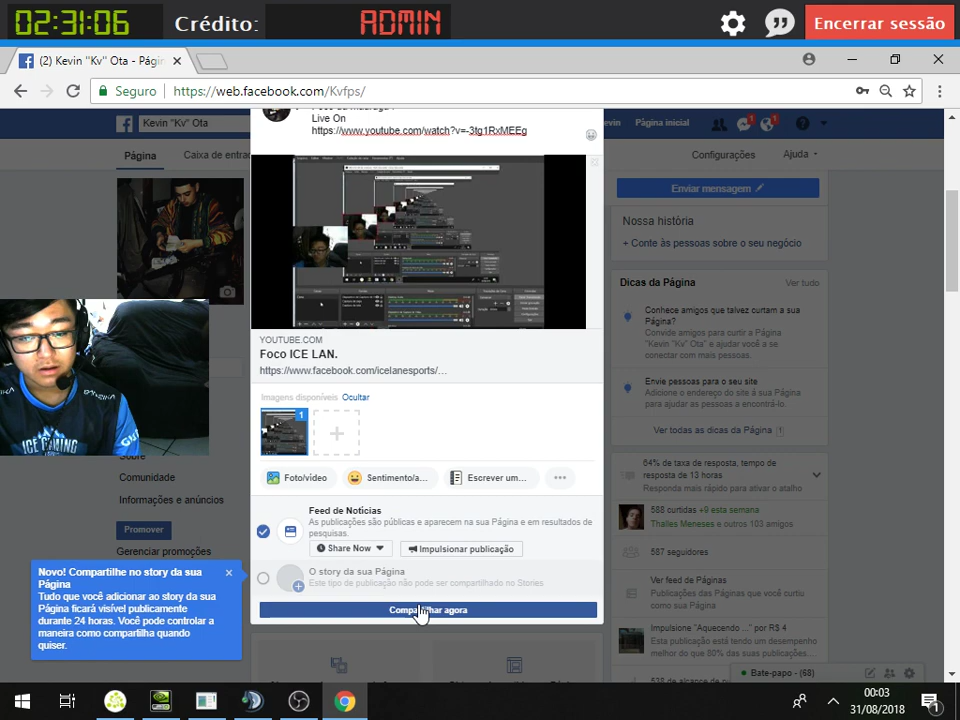 02:31:06
Crédito:
ADMIN
Encerrar sessão
(2) Kevin "Kv" Ota - Págin
Seguro
https://web.facebook.com/Kvfps/
Kevin "Kv" Ota
Página inicial
Página
Caixa de entra
Configurações
Ajuda
Live On
https://www.youtube.com/watch?v=-3tg1RxMEEg
Enviar mensagem
Nossa história
+ Conte às pessoas sobre o seu negócio
Dicas da Página
Ver tudo
Conhece amigos que talvez curtam a sua
Página?
Convide amigos para curtir a Página
"Kevin "Kv" Ota" e ajudar você a se
conectar com mais pessoas.
Envie pessoas para o seu site
Adicione o endereço do site à sua Página
para ajudar as pessoas a encontrá-lo.
Ver todas as dicas da Página 1
YOUTUBE.COM
Foco ICE LAN.
https://www.facebook.com/icelanesports/...
Imagens disponíveis Ocultar
1
Foto/vídeo
Sentimento/a...
Escrever um...
Feed de Notícias
As publicações são públicas e aparecem na sua Página e em resultados de
pesquisas.
Share Now
Impulsionar publicação
O story da sua Página
Este tipo de publicação não pode ser compartilhado no Stories
Compartilhar agora
64% de taxa de resposta, tempo de
resposta de 13 horas
Responda mais rápido para ativar o atalho
588 curtidas +9 esta semana
Thalles Meneses e outros 103 amigos
587 seguidores
Ver feed de Páginas
Publicações das Páginas que você curtiu
como sua Página
Impulsione "Aquecendo ..." por R$ 4
Esta publicação está tendo um desempenho
melhor do que 80% das suas publicações.
Bate-papo (68)
Sobre
Comunidade
Informações e anúncios
Promover
Gerenciar promoções
Novo! Compartilhe no story da sua
Página
Tudo que você adicionar ao story da sua
Página ficará visível publicamente
durante 24 horas. Você pode controlar a
maneira como compartilha quando
quiser.
ICE GAMING
00:03
31/08/2018
1